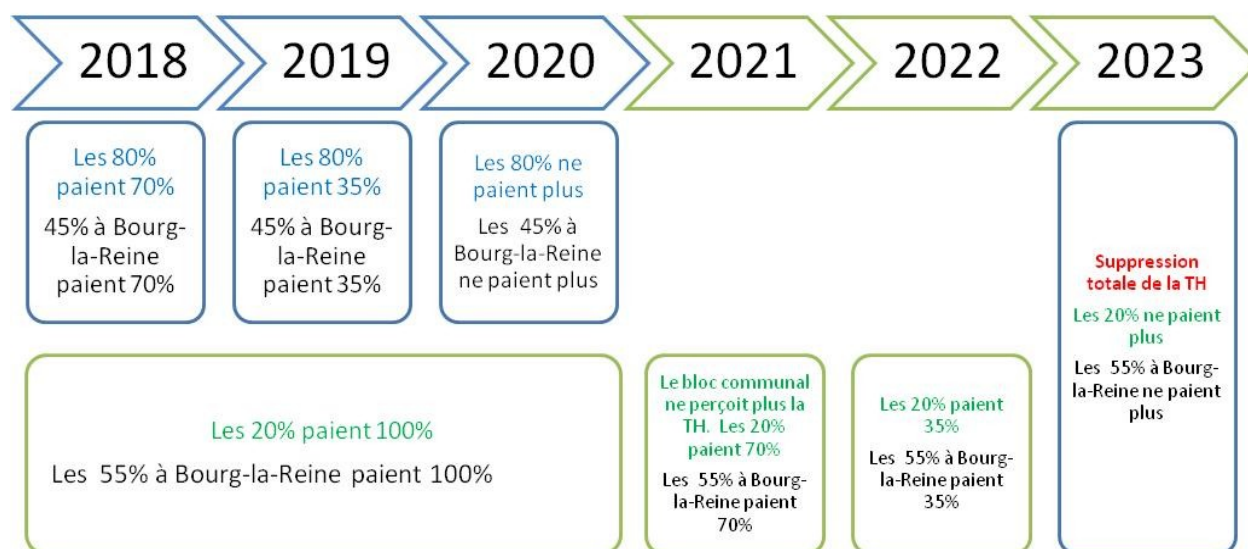 2018
2019
2020
2021
2022
2023
Les 80%
paient 70%
45% à Bourg-
la-Reine
paient 70%
Les 80%
paient 35%
45% à Bourg-
la-Reine
paient 35%
Les 80% ne
paient plus
Les 45% à
Bourg-la-Reine
ne paient plus
Suppression
totale de la TH
Les 20% ne paient
plus
Les 55% à Bourg-
la-Reine ne paient
plus
Les 20% paient 100%
Les 55% à Bourg-la-Reine paient 100%
Le bloc communal
ne perçoit plus la
TH. Les 20%
paient 70%
Les 55% à Bourg-
la-Reine paient
70%
Les 20% paient
35%
Les 55% à Bourg-
la-Reine paient
35%